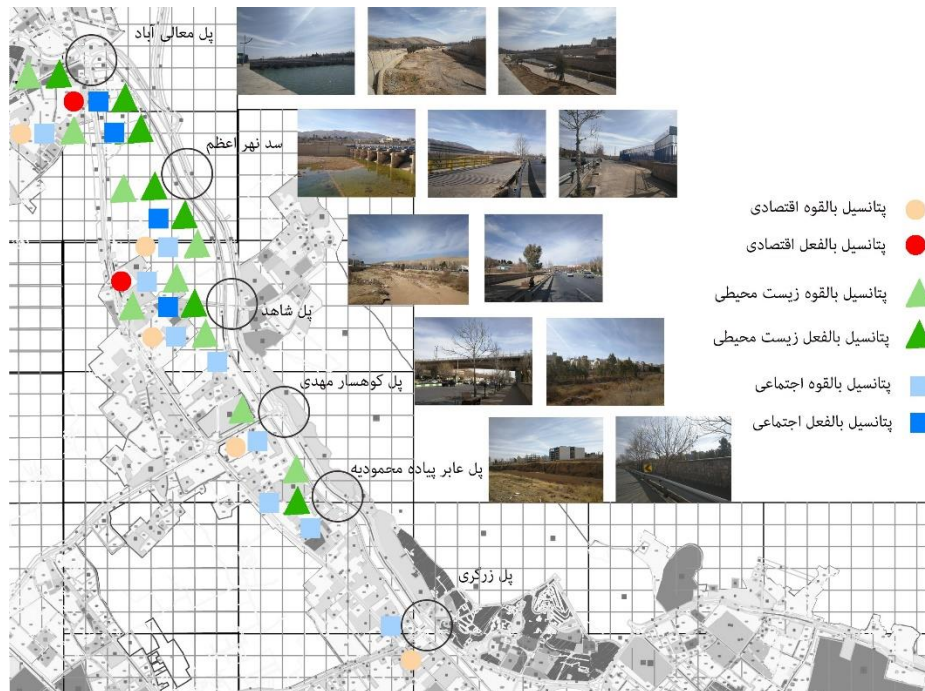 پل معالی آباد
سد نهر اعظم
پل شاهد
پل کوهسار مهدی
پل عابر پیاده محمودیه
پل زرگری
پتانسیل بالقوه اقتصادی
پتانسیل بالفعل اقتصادی
پتانسیل بالقوه زیست محیطی
پتانسیل بالفعل زیست محیطی
پتانسیل بالقوه اجتماعی
پتانسیل بالفعل اجتماعی